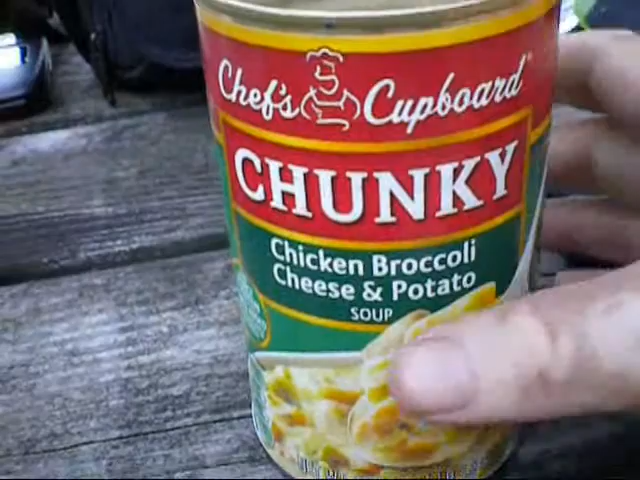 Chef's Cupboard
CHUNKY
Chicken Broccoli
Cheese & Potato
SOUP